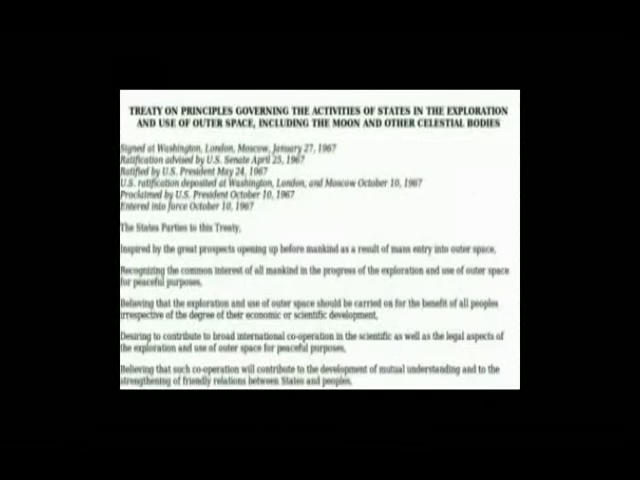 TREATY ON PRINCIPLES GOVERNING THE ACTIVITIES OF STATES IN THE EXPLORATION
AND USE OF OUTER SPACE, INCLUDING THE MOON AND OTHER CELESTIAL BODIES
Signed at Washington, London, Moscow, January 27, 1967
Ratification advised by U.S. Senate April 25, 1967
Ratified by U.S. President May 24, 1967
U.S. ratification deposited at Washington, London, and Moscow October 10, 1967
Proclaimed by U.S. President October 10, 1967
Entered into force October 10, 1967
The States Parties to this Treaty,
Inspired by the great prospects opening up before mankind as a result of mans entry into outer space,
Recognizing the common interest of all mankind in the progress of the exploration and use of outer space
for peaceful purposes,
Believing that the exploration and use of outer space should be carried on for the benefit of all peoples
irrespective of the degree of their economic or scientific development,
Desiring to contribute to broad international co-operation in the scientific as well as the legal aspects of
the exploration and use of outer space for peaceful purposes,
Believing that such co-operation will contribute to the development of mutual understanding and to the
strengthening of friendly relations between States and peoples,